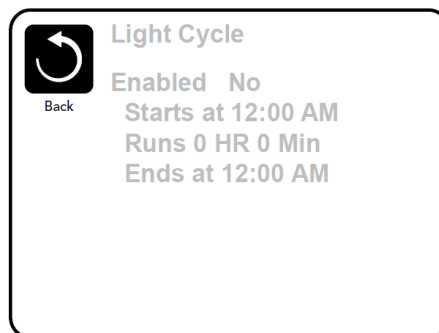 Light Cycle
Enabled No
Starts at 12:00 AM
Runs 0 HR 0 Min
Ends at 12:00 AM
Back